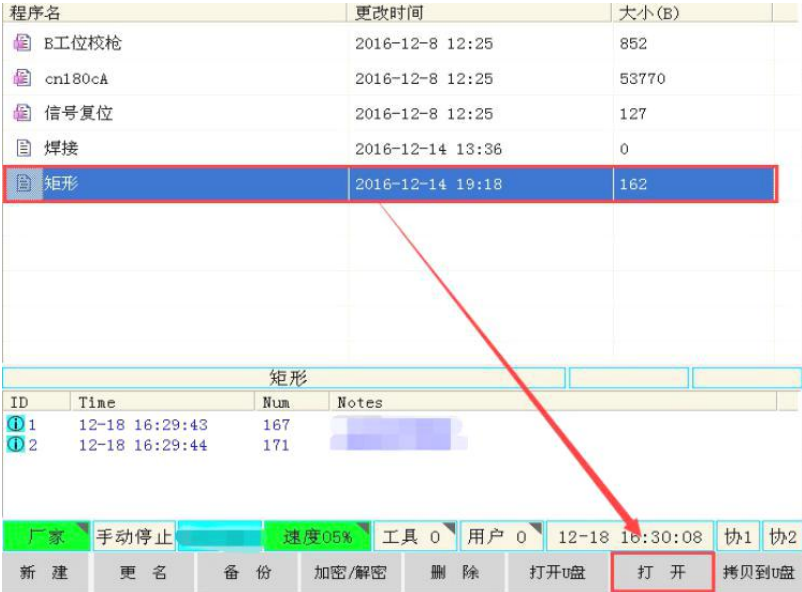 程序名 更改时间 大小(B)
B工位校枪 2016-12-8 12:25 852
cn180cA 2016-12-8 12:25 53770
信号复位 2016-12-8 12:25 127
焊接 2016-12-14 13:36 0
矩形 2016-12-14 19:18 162
矩形
ID Time Num Notes
1 12-18 16:29:43 167
2 12-18 16:29:44 171
厂家 手动停止 速度05% 工具 0 用户 0 12-18 16:30:08 协1 协2
新 建 更 名 备 份 加密/解密 删 除 打开U盘 打 开 拷贝到U盘